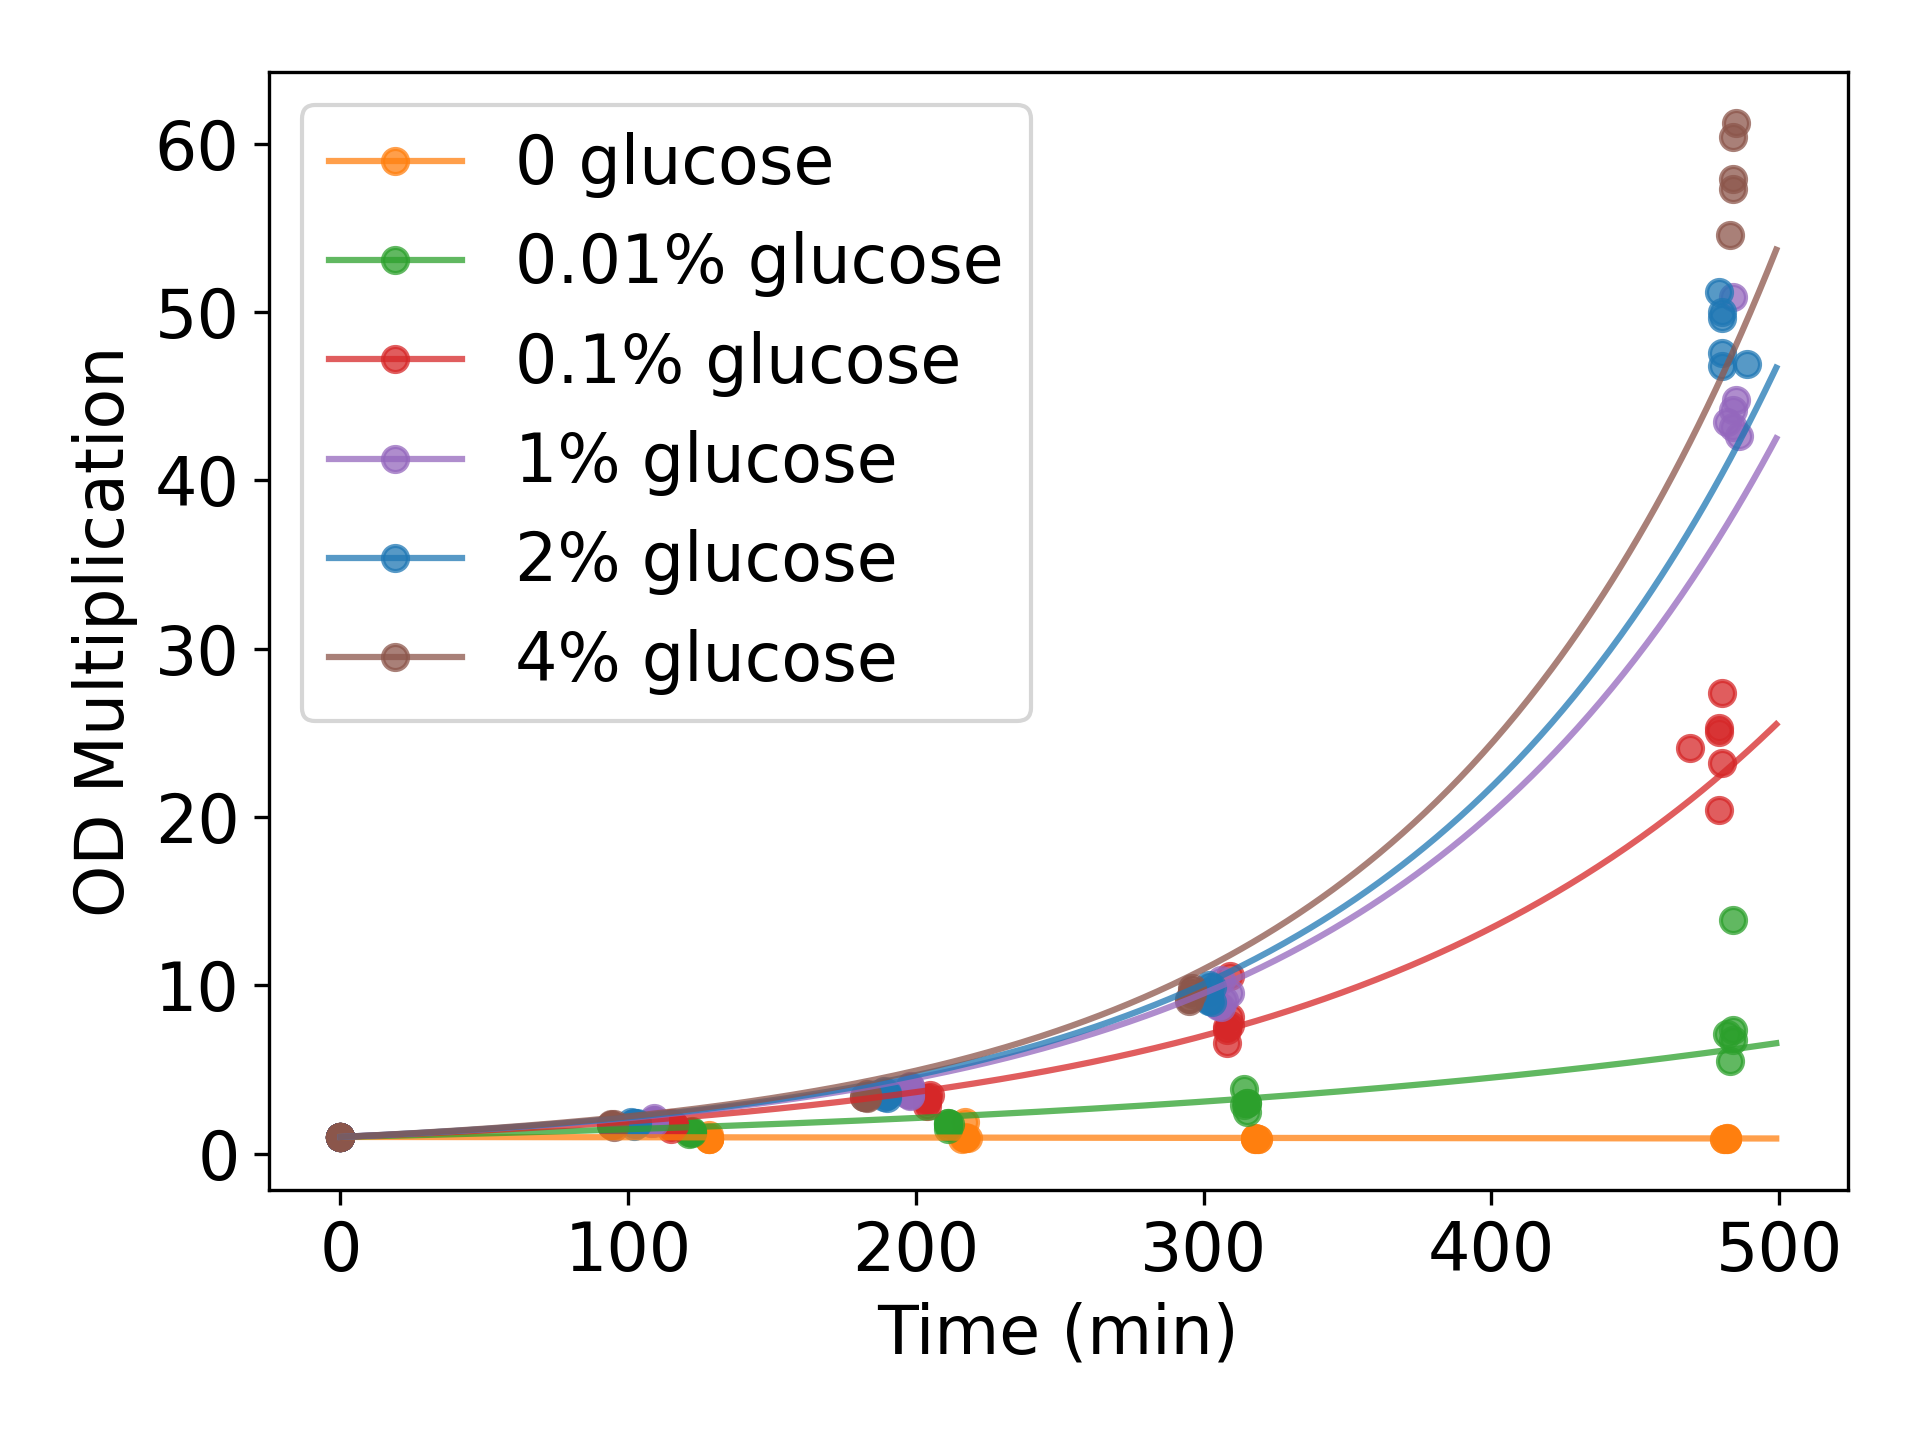 0 glucose
0.01% glucose
0.1% glucose
1% glucose
2% glucose
4% glucose
OD Multiplication
60
50
40
30
20
10
0
0 100 200 300 400 500
Time (min)